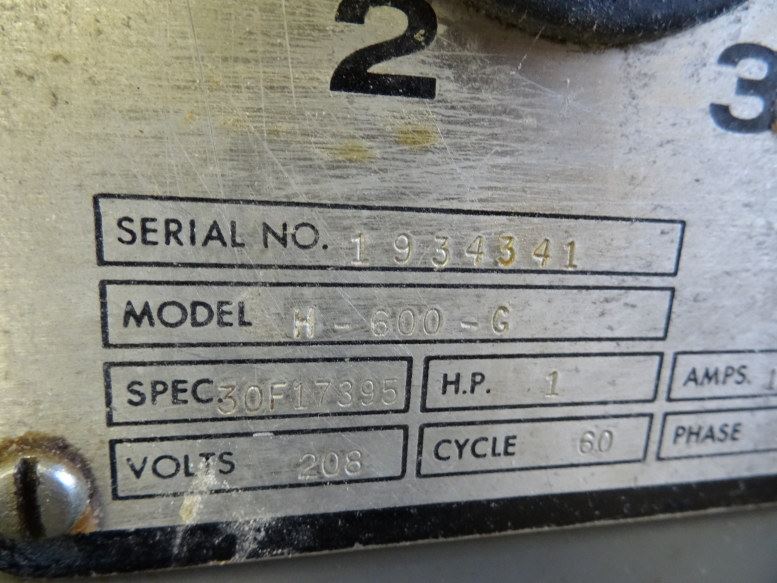 2
3
SERIAL NO. 1934341
MODEL H-600-G
SPEC. 30F17395 H.P. 1 AMPS.
VOLTS 208 CYCLE 60 PHASE